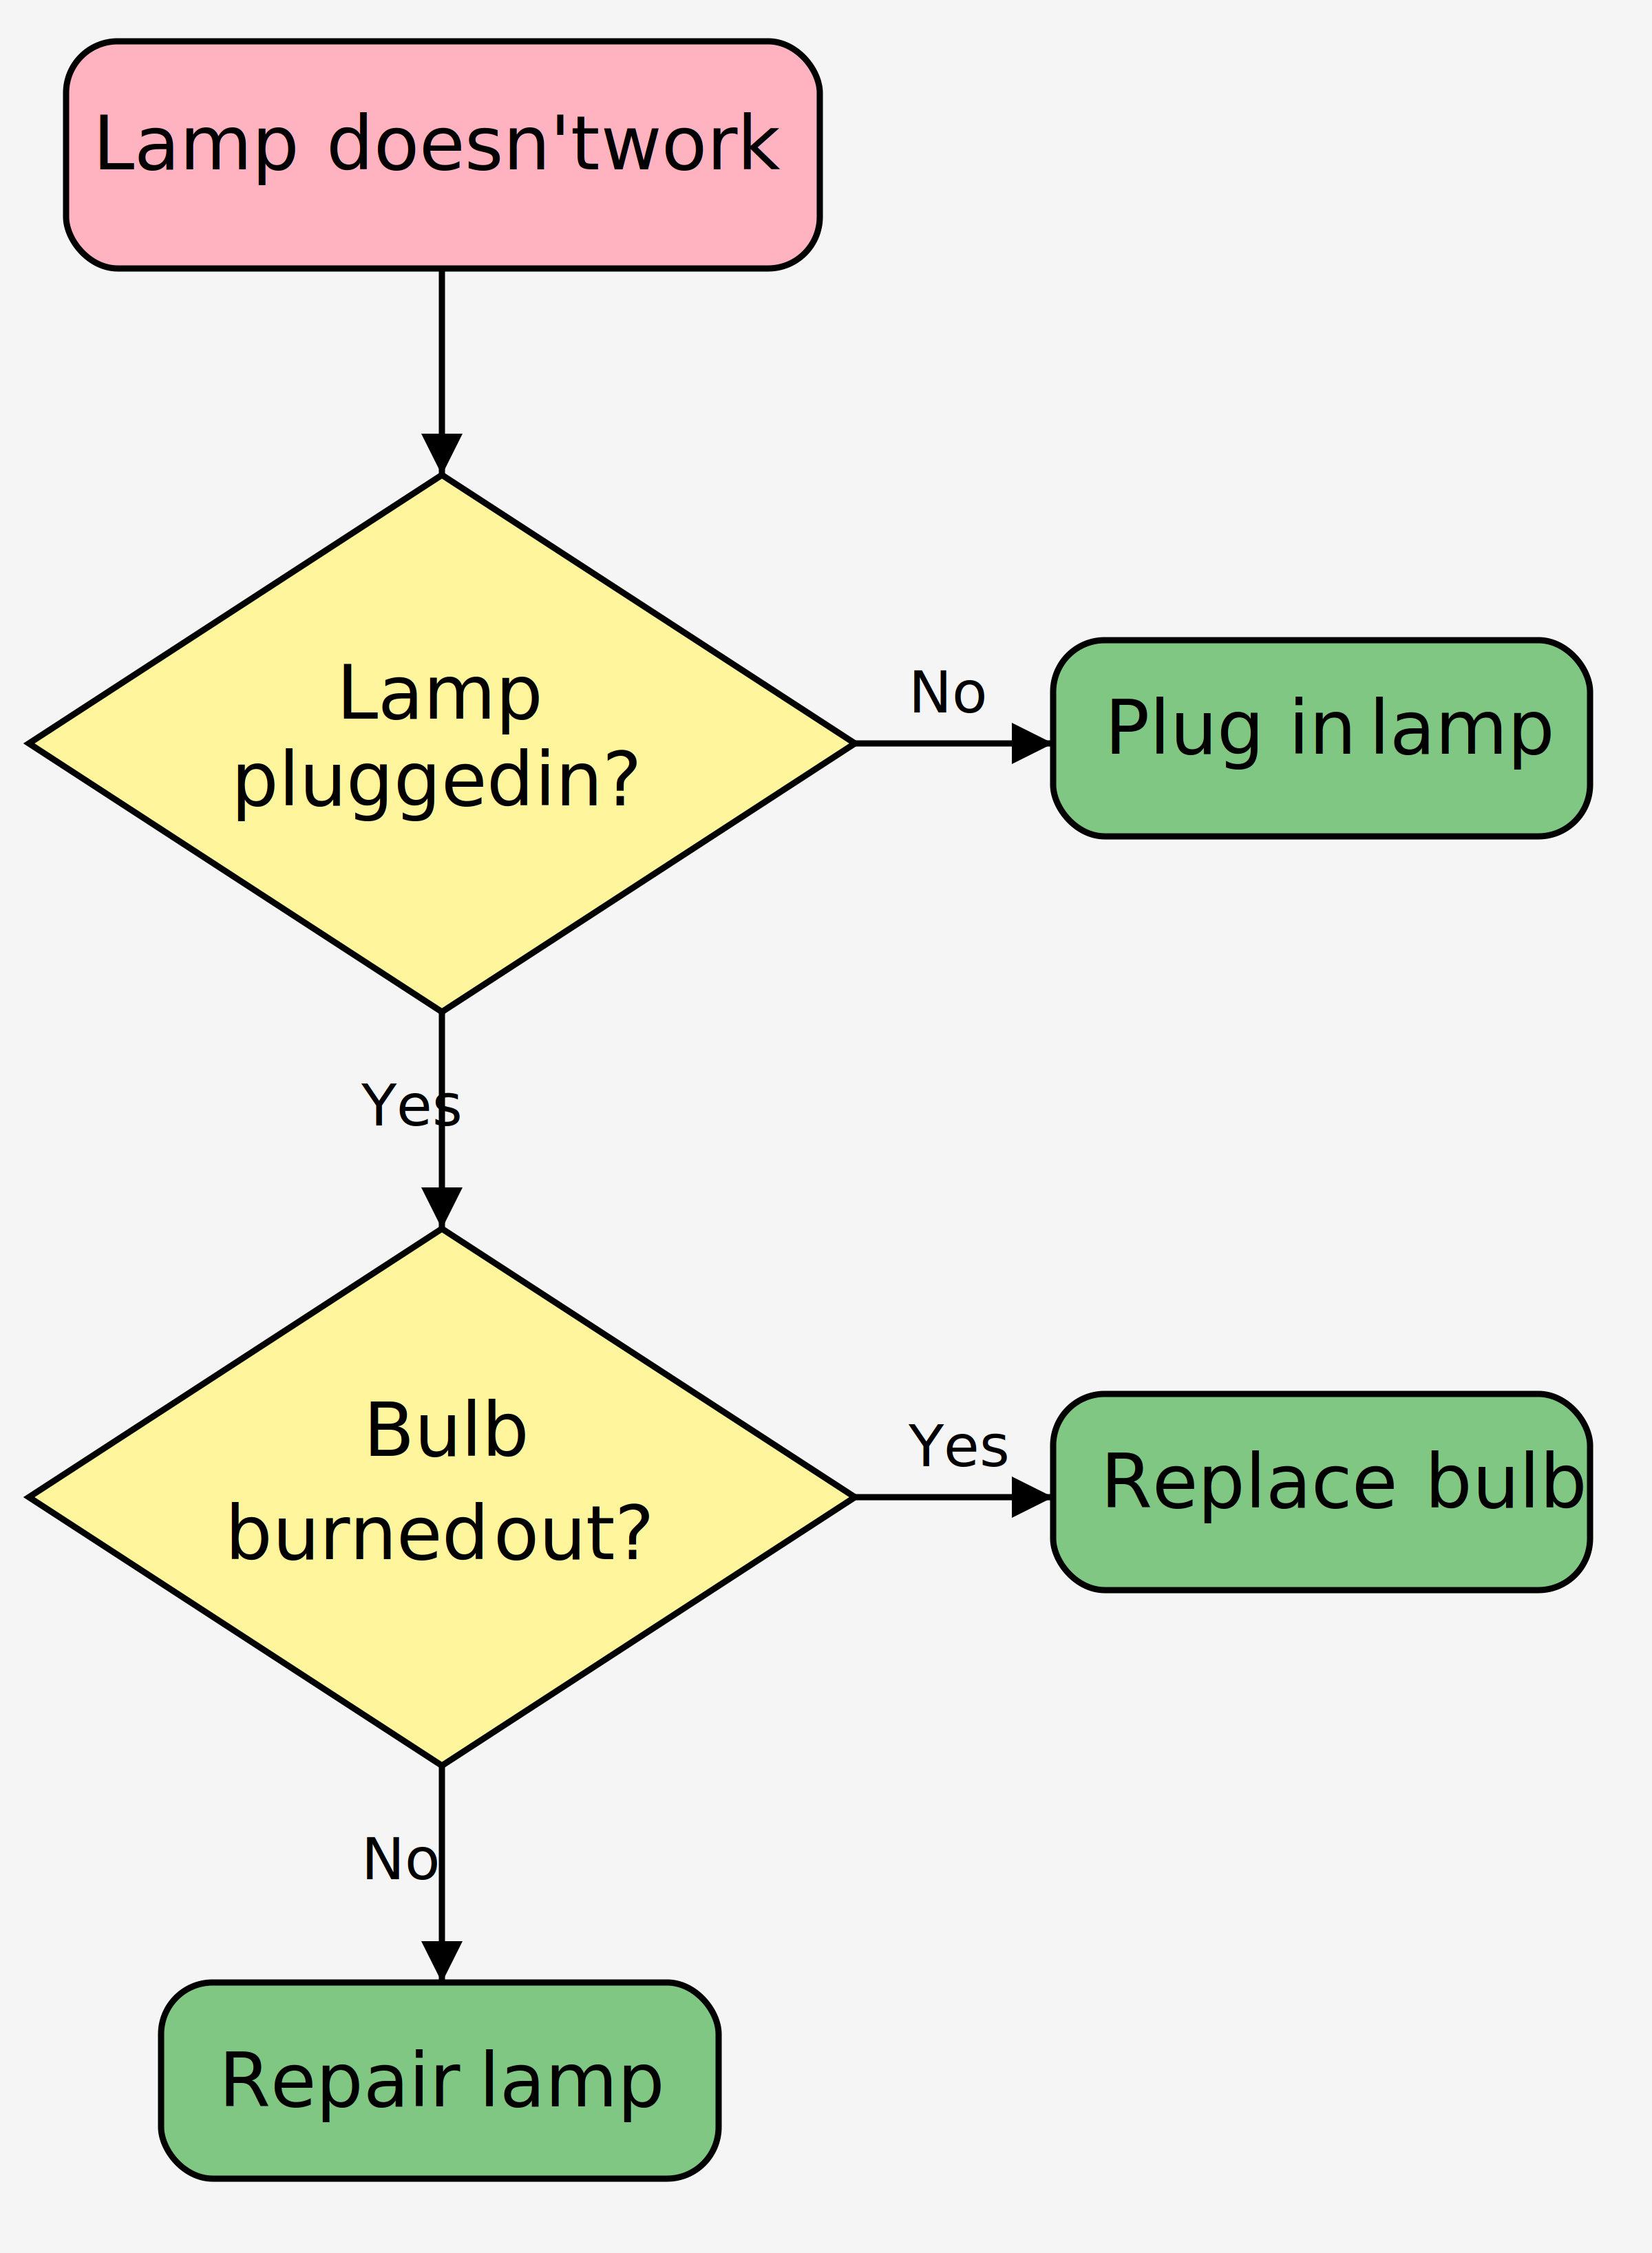 Lamp doesn'twork
Lamp
pluggedin?
No
Plug in lamp
Yes
Bulb
burnedout?
Yes
Replace bulb
No
Repair lamp